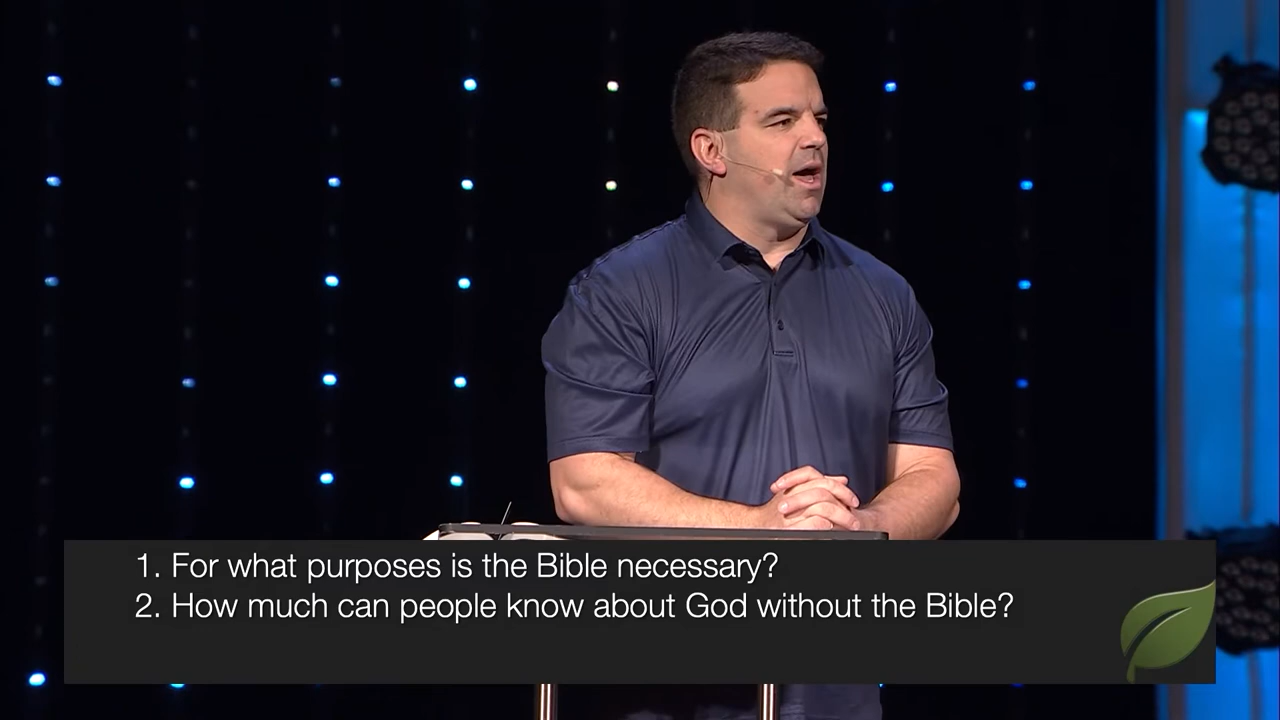 1. For what purposes is the Bible necessary?
2. How much can people know about God without the Bible?